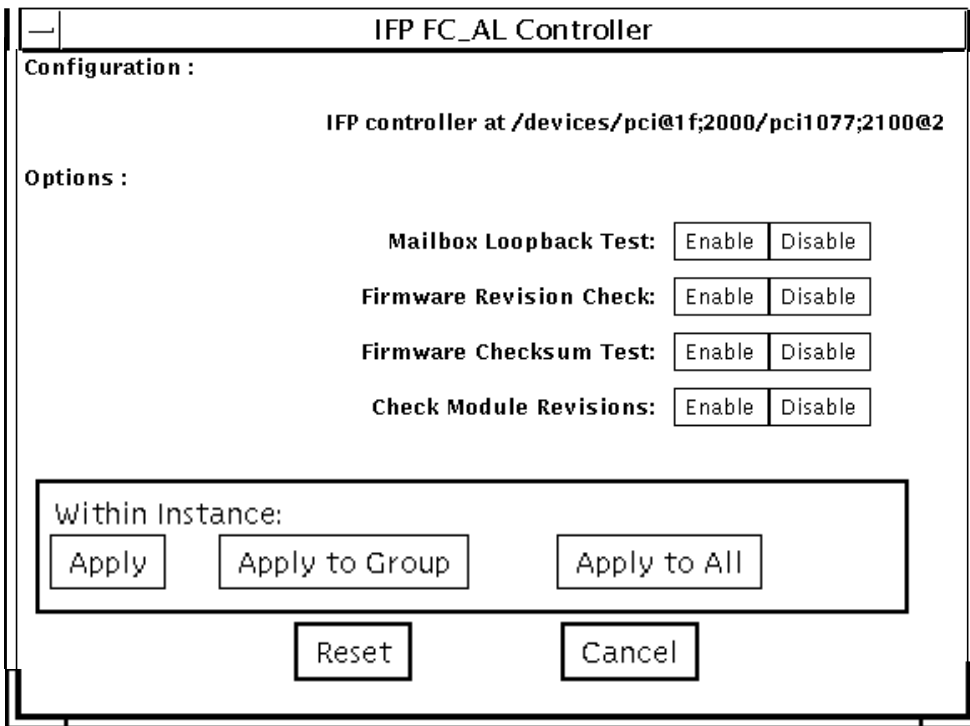 IFP FC_AL Controller
Configuration :
IFP controller at /devices/pci@1f;2000/pci1077;2100@2
Options :
Mailbox Loopback Test: Enable Disable
Firmware Revision Check: Enable Disable
Firmware Checksum Test: Enable Disable
Check Module Revisions: Enable Disable
Within Instance:
Apply Apply to Group Apply to All
Reset Cancel